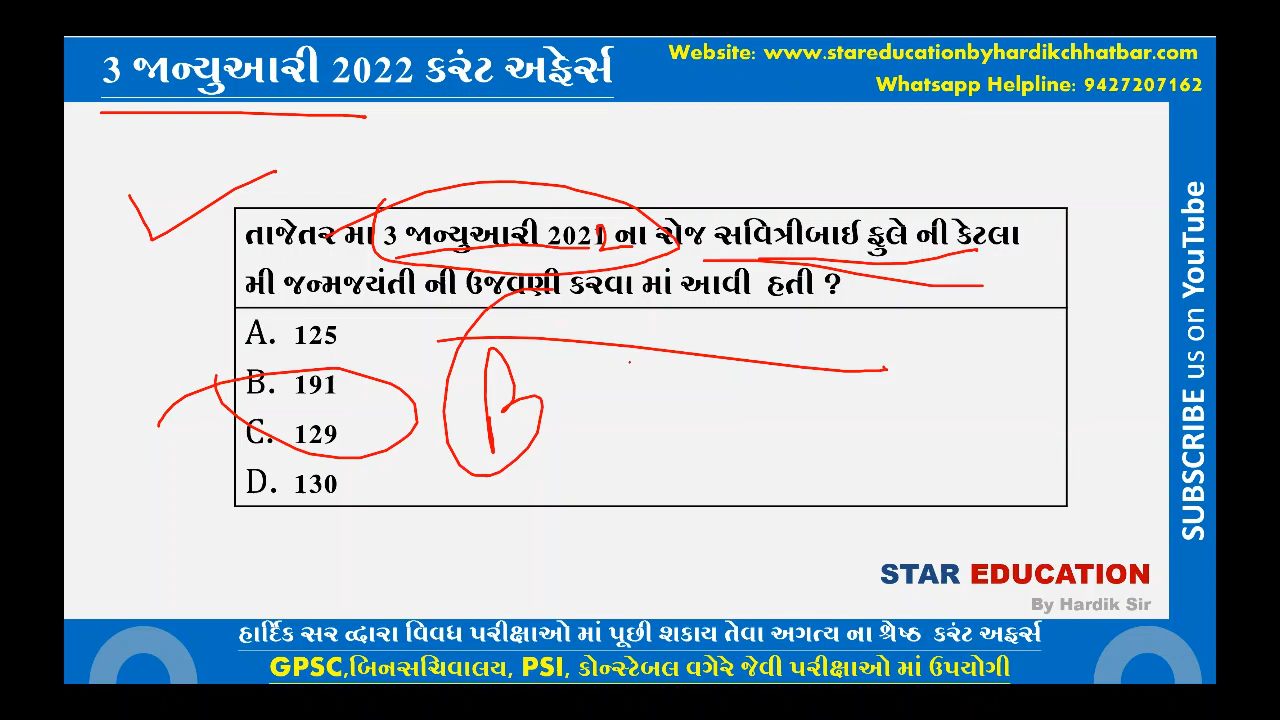 3 જાન્યુઆરી 2022 કરંટ અફેર્સ
Website: www.stareducationbyhardikchhatbar.com
Whatsapp Helpline: 9427207162
તાજેતર મા 3 જાન્યુઆરી 2021 ના રોજ સવિત્રીબાઈ ફુલે ની કેટલા
2
મી જન્મજયંતી ની ઉજવણી કરવા માં આવી હતી ?
A. 125
B. 191
C. 129
D. 130
B
SUBSCRIBE us on YouTube
STAR EDUCATION
By Hardik Sir
હાર્દિક સર ત્દ્વારા વિવધ પરીક્ષાઓ માં પૂછી શકાય તેવા અગત્ય ના શ્રેષ્ઠ કરંટ અફર્સ
GPSC,બિનસચિવાલય, PSI, કોન્સ્ટેબલ વગેરે જેવી પરીક્ષાઓ માં ઉપયોગી